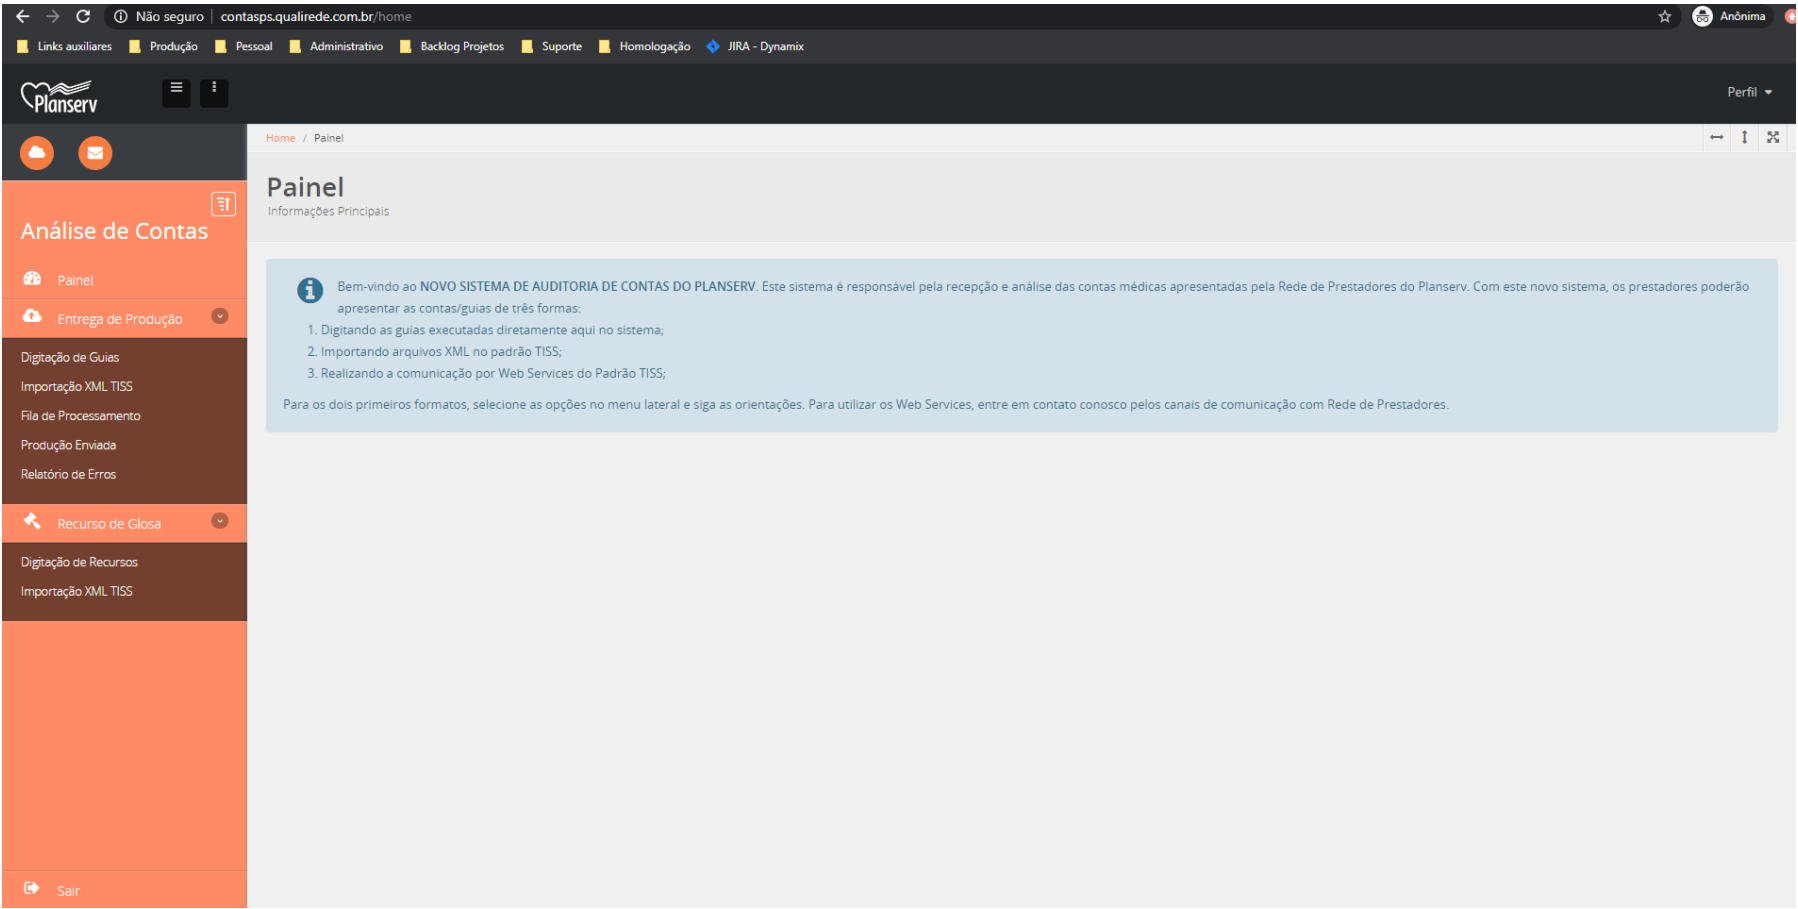 Não seguro | contasps.qualirede.com.br/home
Anônima
Links auxiliares Produção Pessoal Administrativo Backlog Projetos Suporte Homologação JIRA - Dynamix
Planserv
Perfil
Home / Painel
Painel
Informações Principais
Análise de Contas
Painel
Entrega de Produção
Digitação de Guias
Importação XML TISS
Fila de Processamento
Produção Enviada
Relatório de Erros
Recurso de Glosa
Digitação de Recursos
Importação XML TISS
Sair
Bem-vindo ao NOVO SISTEMA DE AUDITORIA DE CONTAS DO PLANSERV. Este sistema é responsável pela recepção e análise das contas médicas apresentadas pela Rede de Prestadores do Planserv. Com este novo sistema, os prestadores poderão
apresentar as contas/guias de três formas:
1. Digitando as guias executadas diretamente aqui no sistema;
2. Importando arquivos XML no padrão TISS;
3. Realizando a comunicação por Web Services do Padrão TISS;
Para os dois primeiros formatos, selecione as opções no menu lateral e siga as orientações. Para utilizar os Web Services, entre em contato conosco pelos canais de comunicação com Rede de Prestadores.